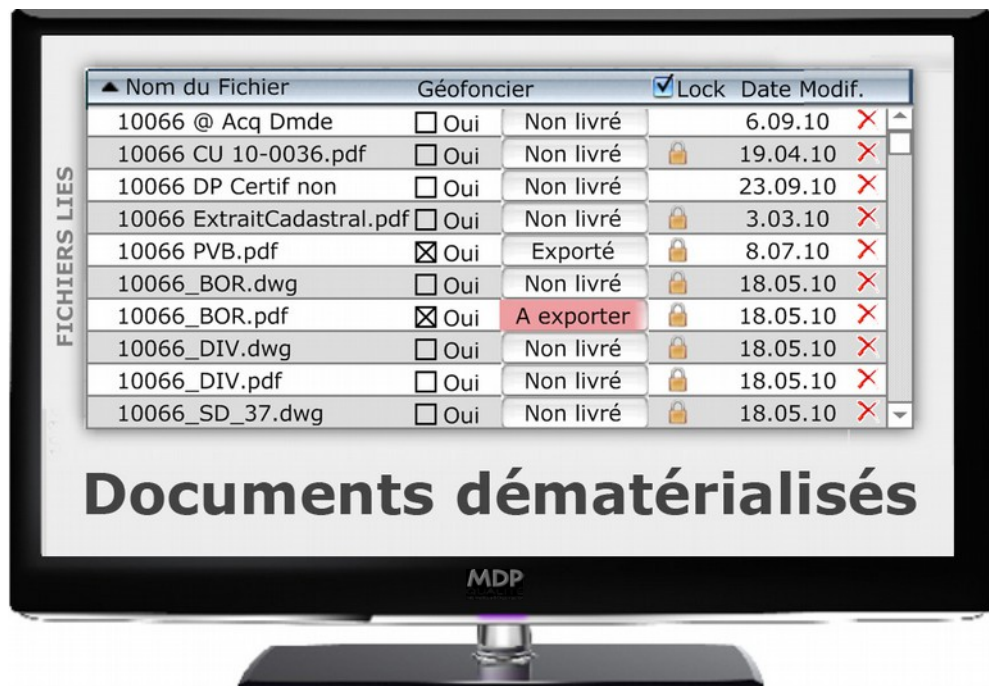 ▲ Nom du Fichier Géofoncier Lock Date Modif.
10066 @ Acq Dmde Oui Non livré 6.09.10
10066 CU 10-0036.pdf Oui Non livré 19.04.10
10066 DP Certif non Oui Non livré 23.09.10
10066 ExtraitCadastral.pdf Oui Non livré 3.03.10
10066 PVB.pdf Oui Exporté 8.07.10
10066_BOR.dwg Oui Non livré 18.05.10
10066_BOR.pdf Oui A exporter 18.05.10
10066_DIV.dwg Oui Non livré 18.05.10
10066_DIV.pdf Oui Non livré 18.05.10
10066_SD_37.dwg Oui Non livré 18.05.10
FICHIERS LIES
Documents dématérialisés
MDP